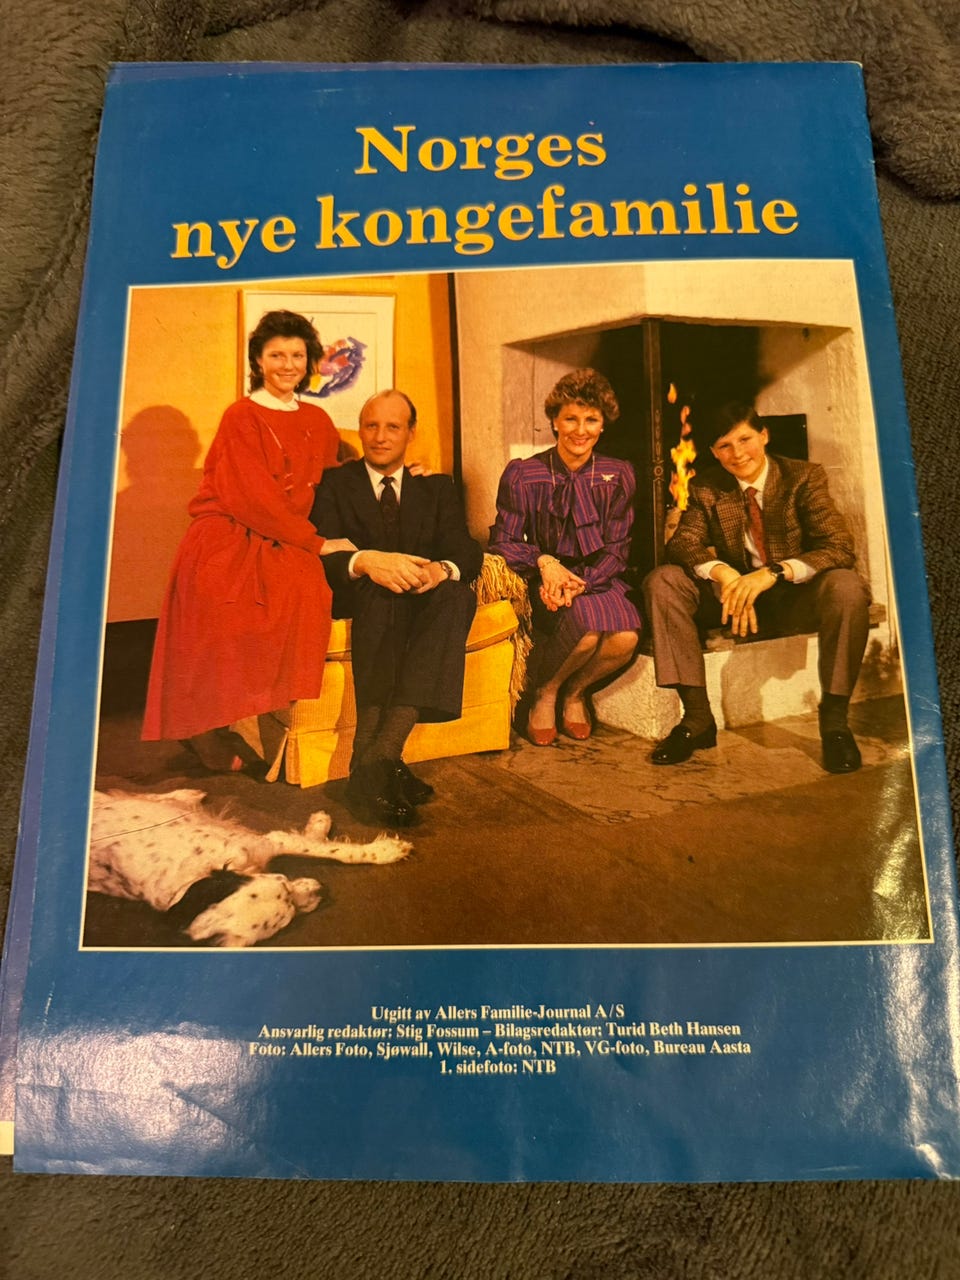 Norges
nye kongefamilie
Utgitt av Allers Familie-Journal A/S
Ansvarlig redaktør: Stig Fossum – Bilagsredaktør: Turid Beth Hansen
Foto: Allers Foto, Sjøwall, Wilse, A-foto, NTB, VG-foto, Bureau Aasta
1. sidefoto: NTB